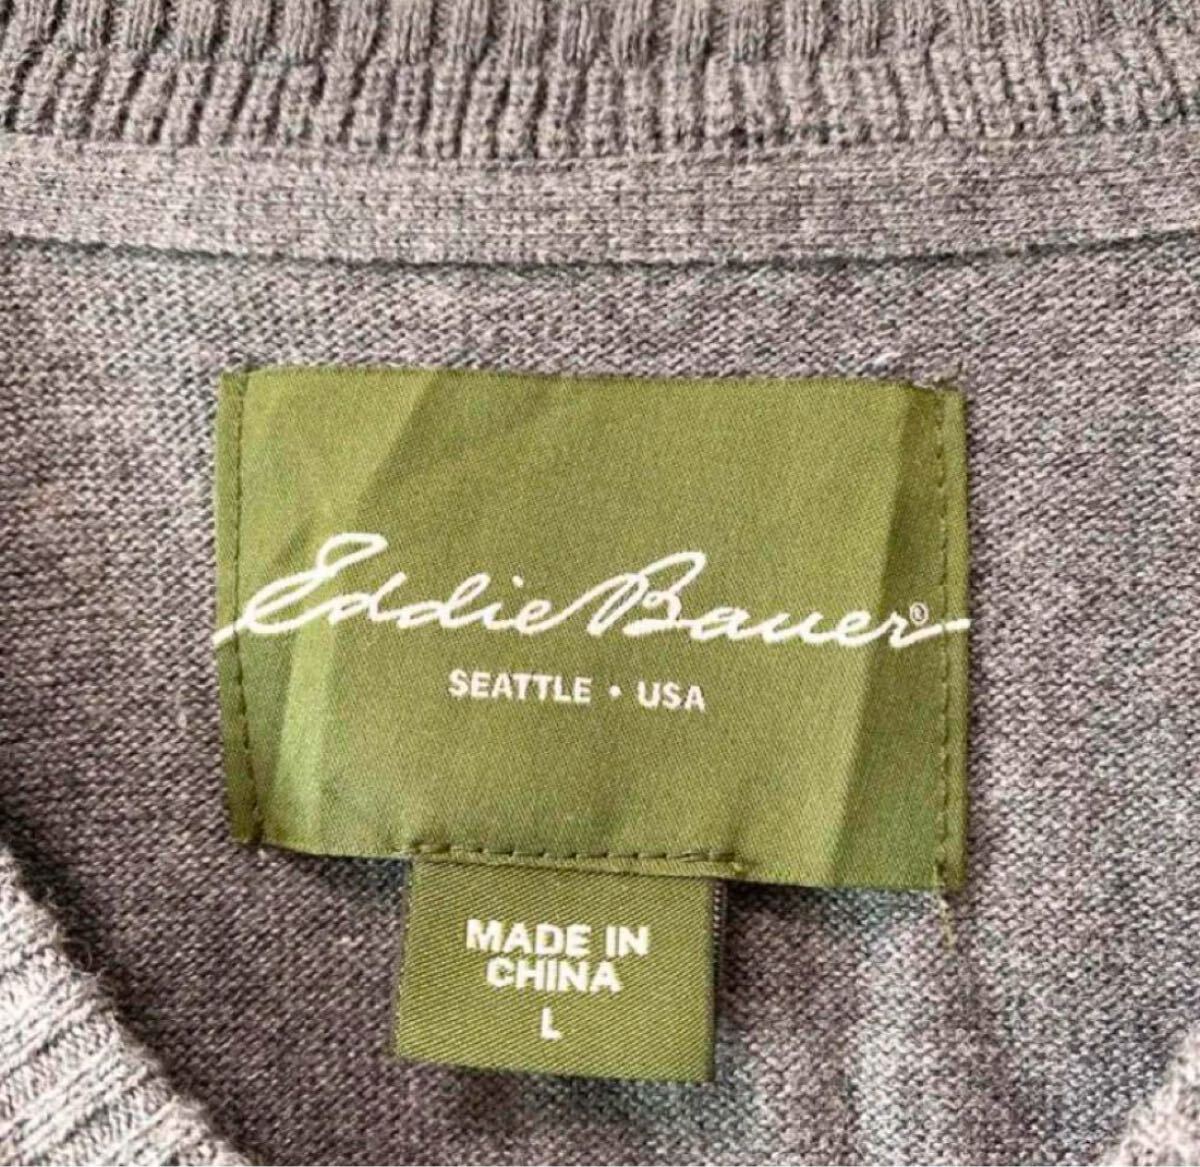 Eddie Bauer®
SEATTLE • USA
MADE IN
CHINA
L